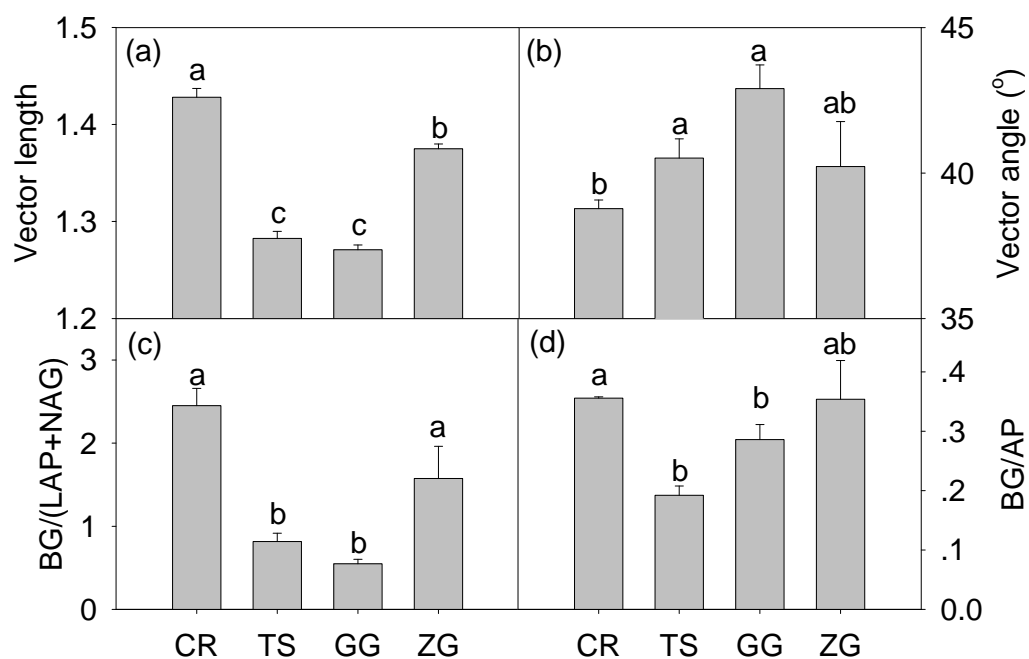 (a)
Vector length
1.5
1.4
1.3
1.2
a
c
c
b
(b)
Vector angle (o)
45
40
35
b
a
a
ab
(c)
BG/(LAP+NAG)
3
2
1
0
a
b
b
a
CR TS GG ZG
(d)
BG/AP
.4
.3
.2
.1
0.0
a
b
b
ab
CR TS GG ZG